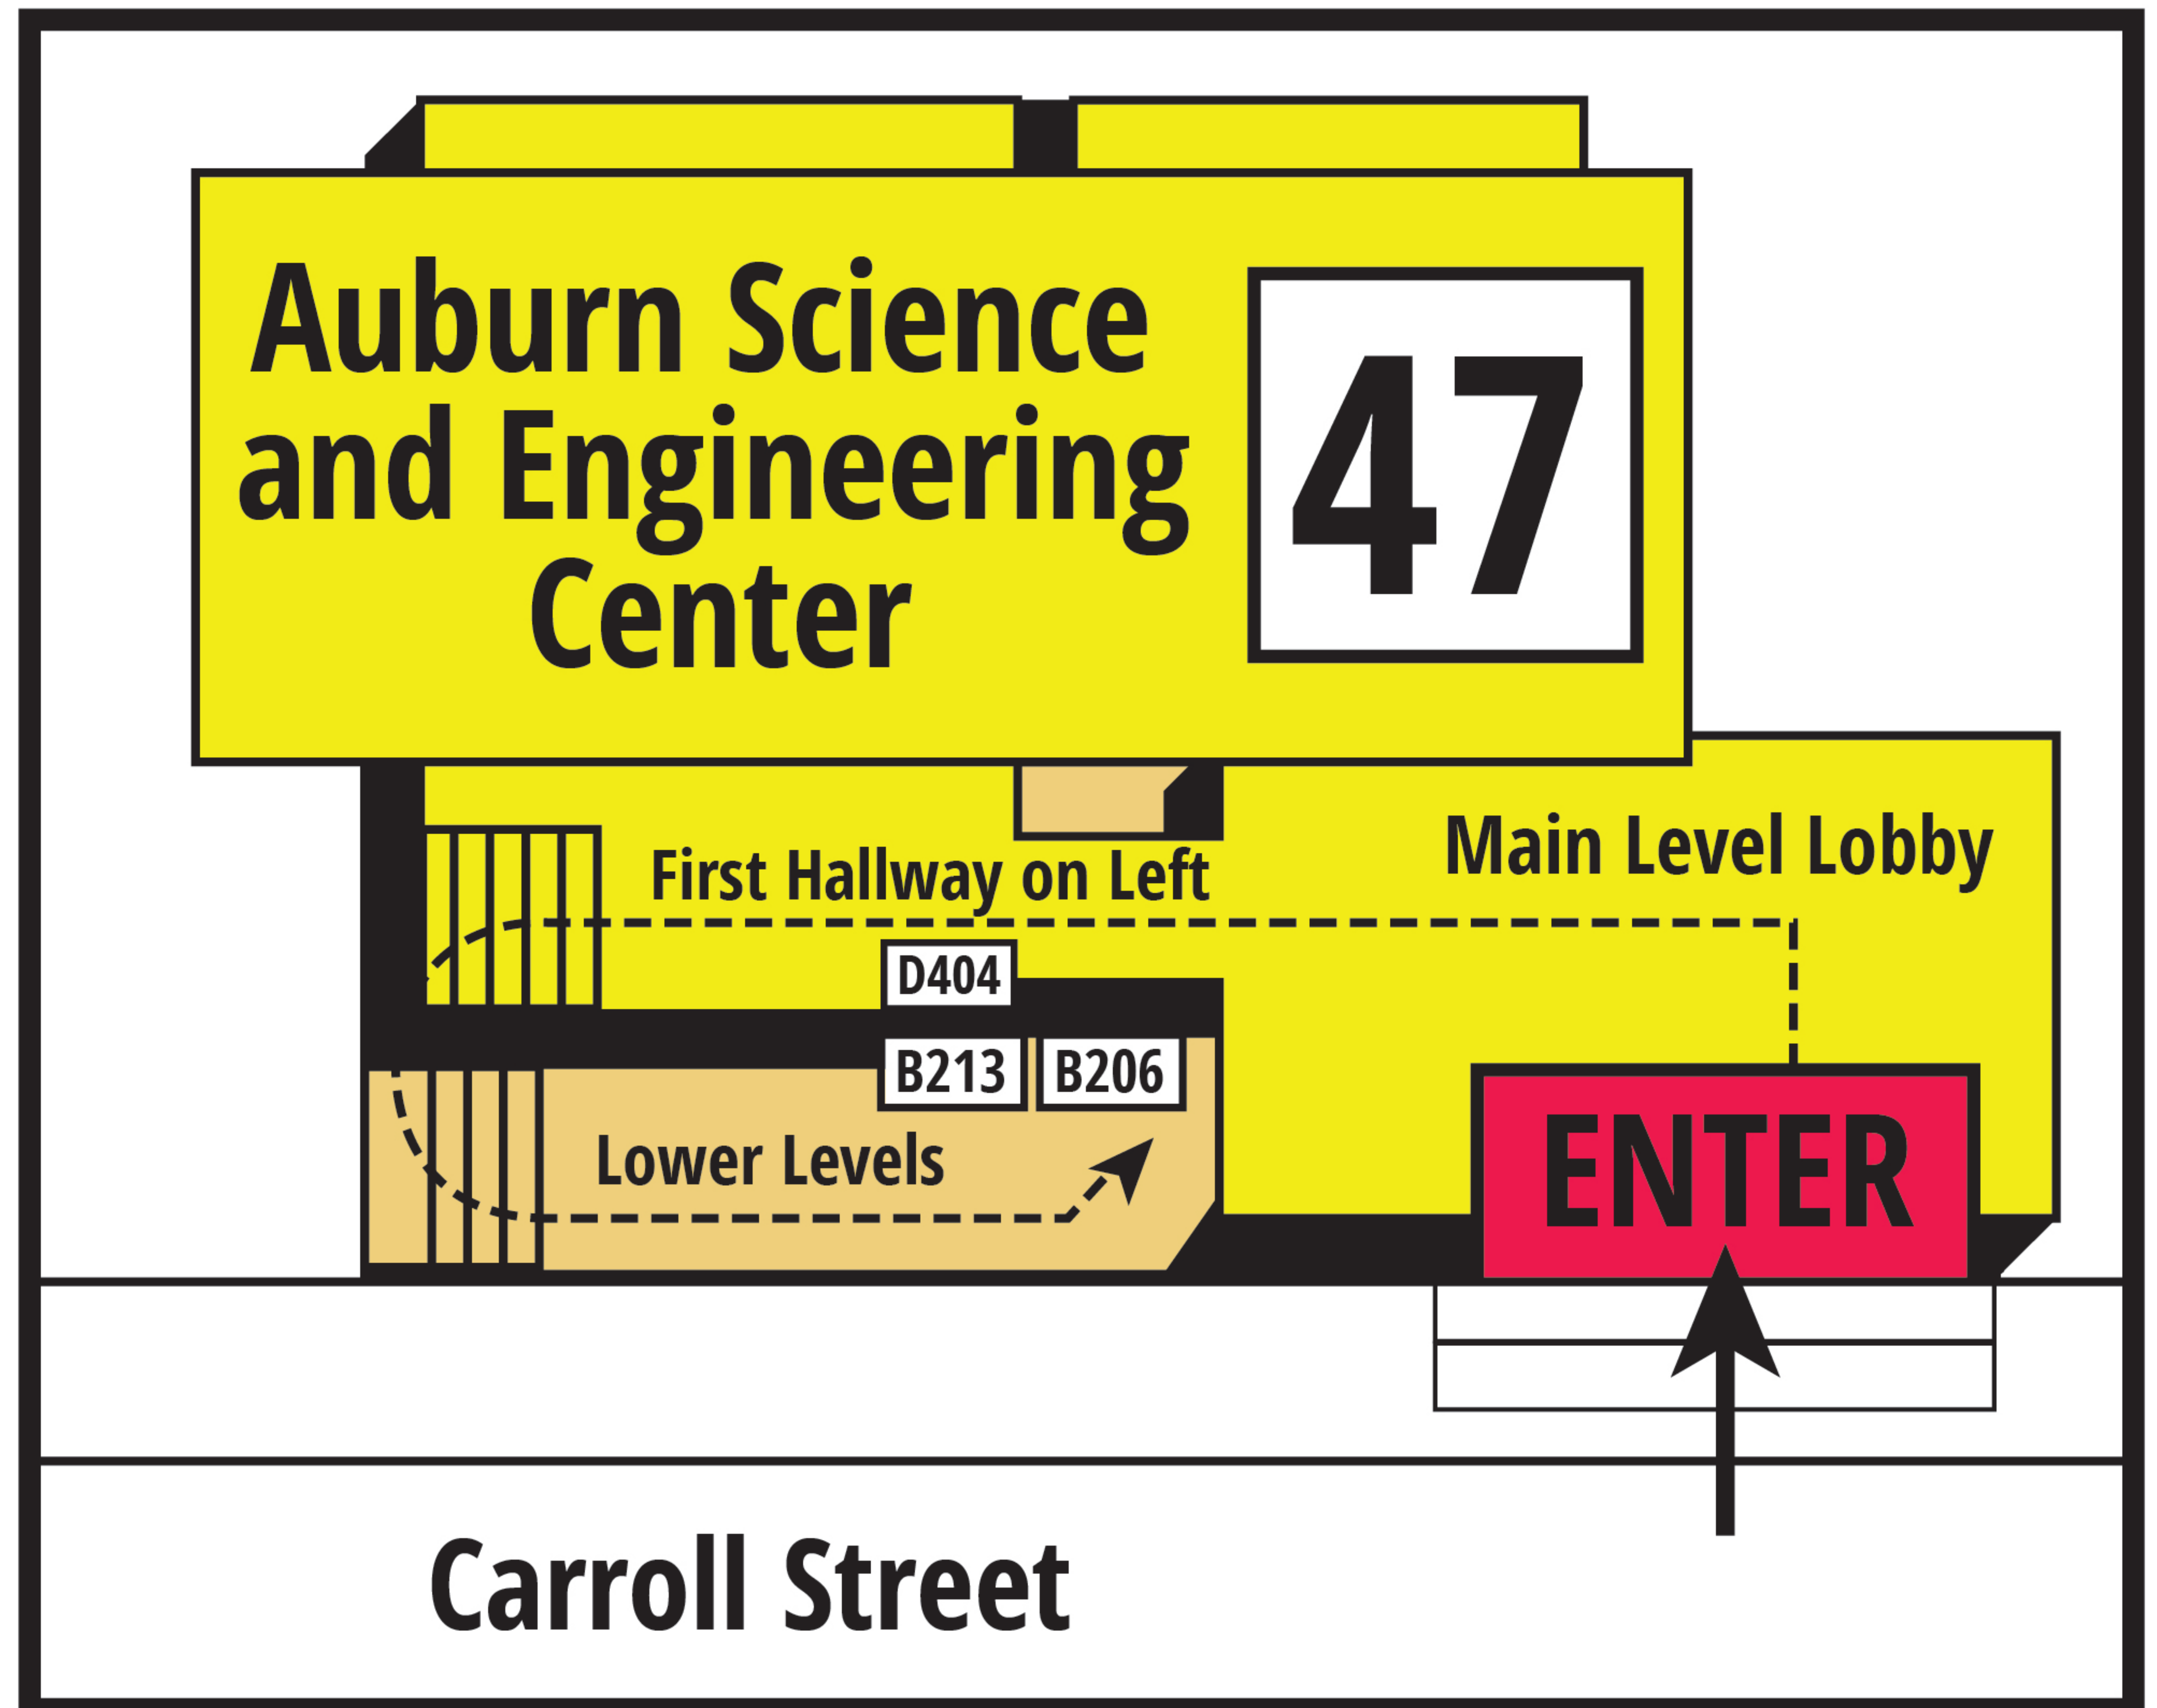 Auburn Science
and Engineering
Center
47
Main Level Lobby
First Hallway on Left
D404
B213 B206
Lower Levels
ENTER
Carroll Street